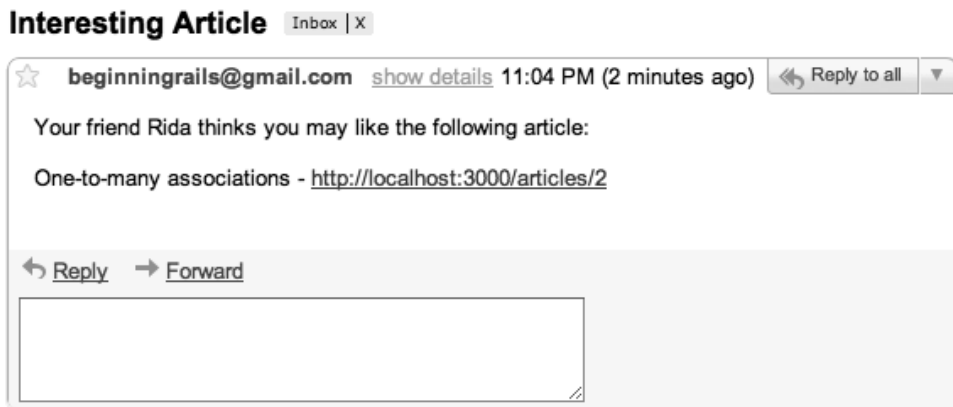 Interesting Article Inbox | X
beginningrails@gmail.com show details 11:04 PM (2 minutes ago) Reply to all
Your friend Rida thinks you may like the following article:
One-to-many associations - http://localhost:3000/articles/2
Reply Forward